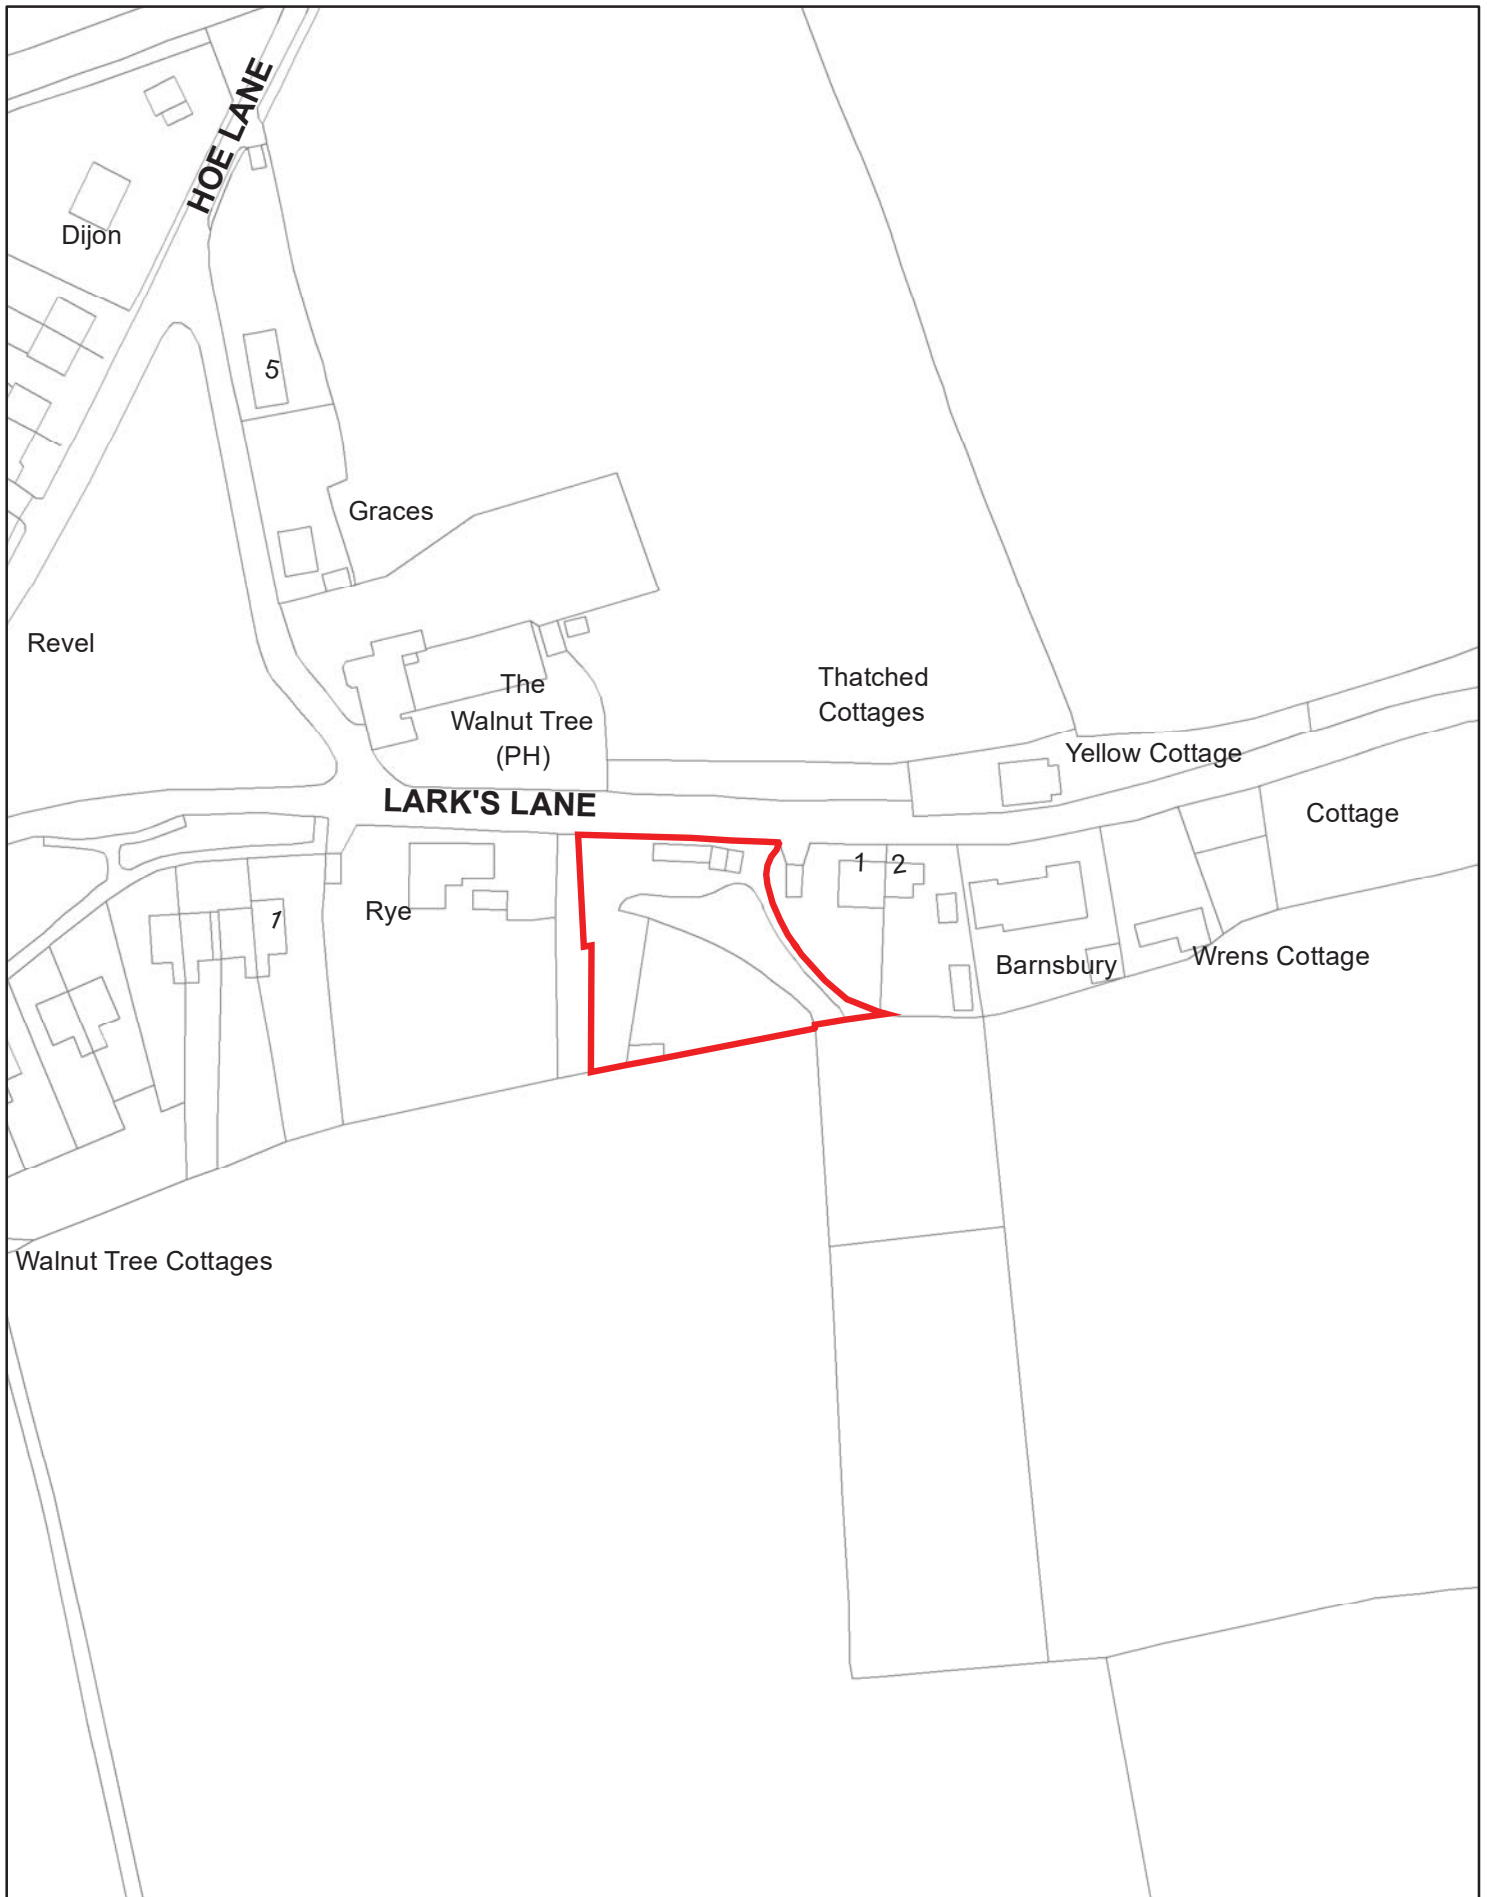 HOE LANE
Dijon
5
Graces
Revel
The
Walnut Tree
(PH)
Thatched
Cottages
Yellow Cottage
LARK'S LANE
Cottage
1
2
Rye
1
Barnsbury
Wrens Cottage
Walnut Tree Cottages